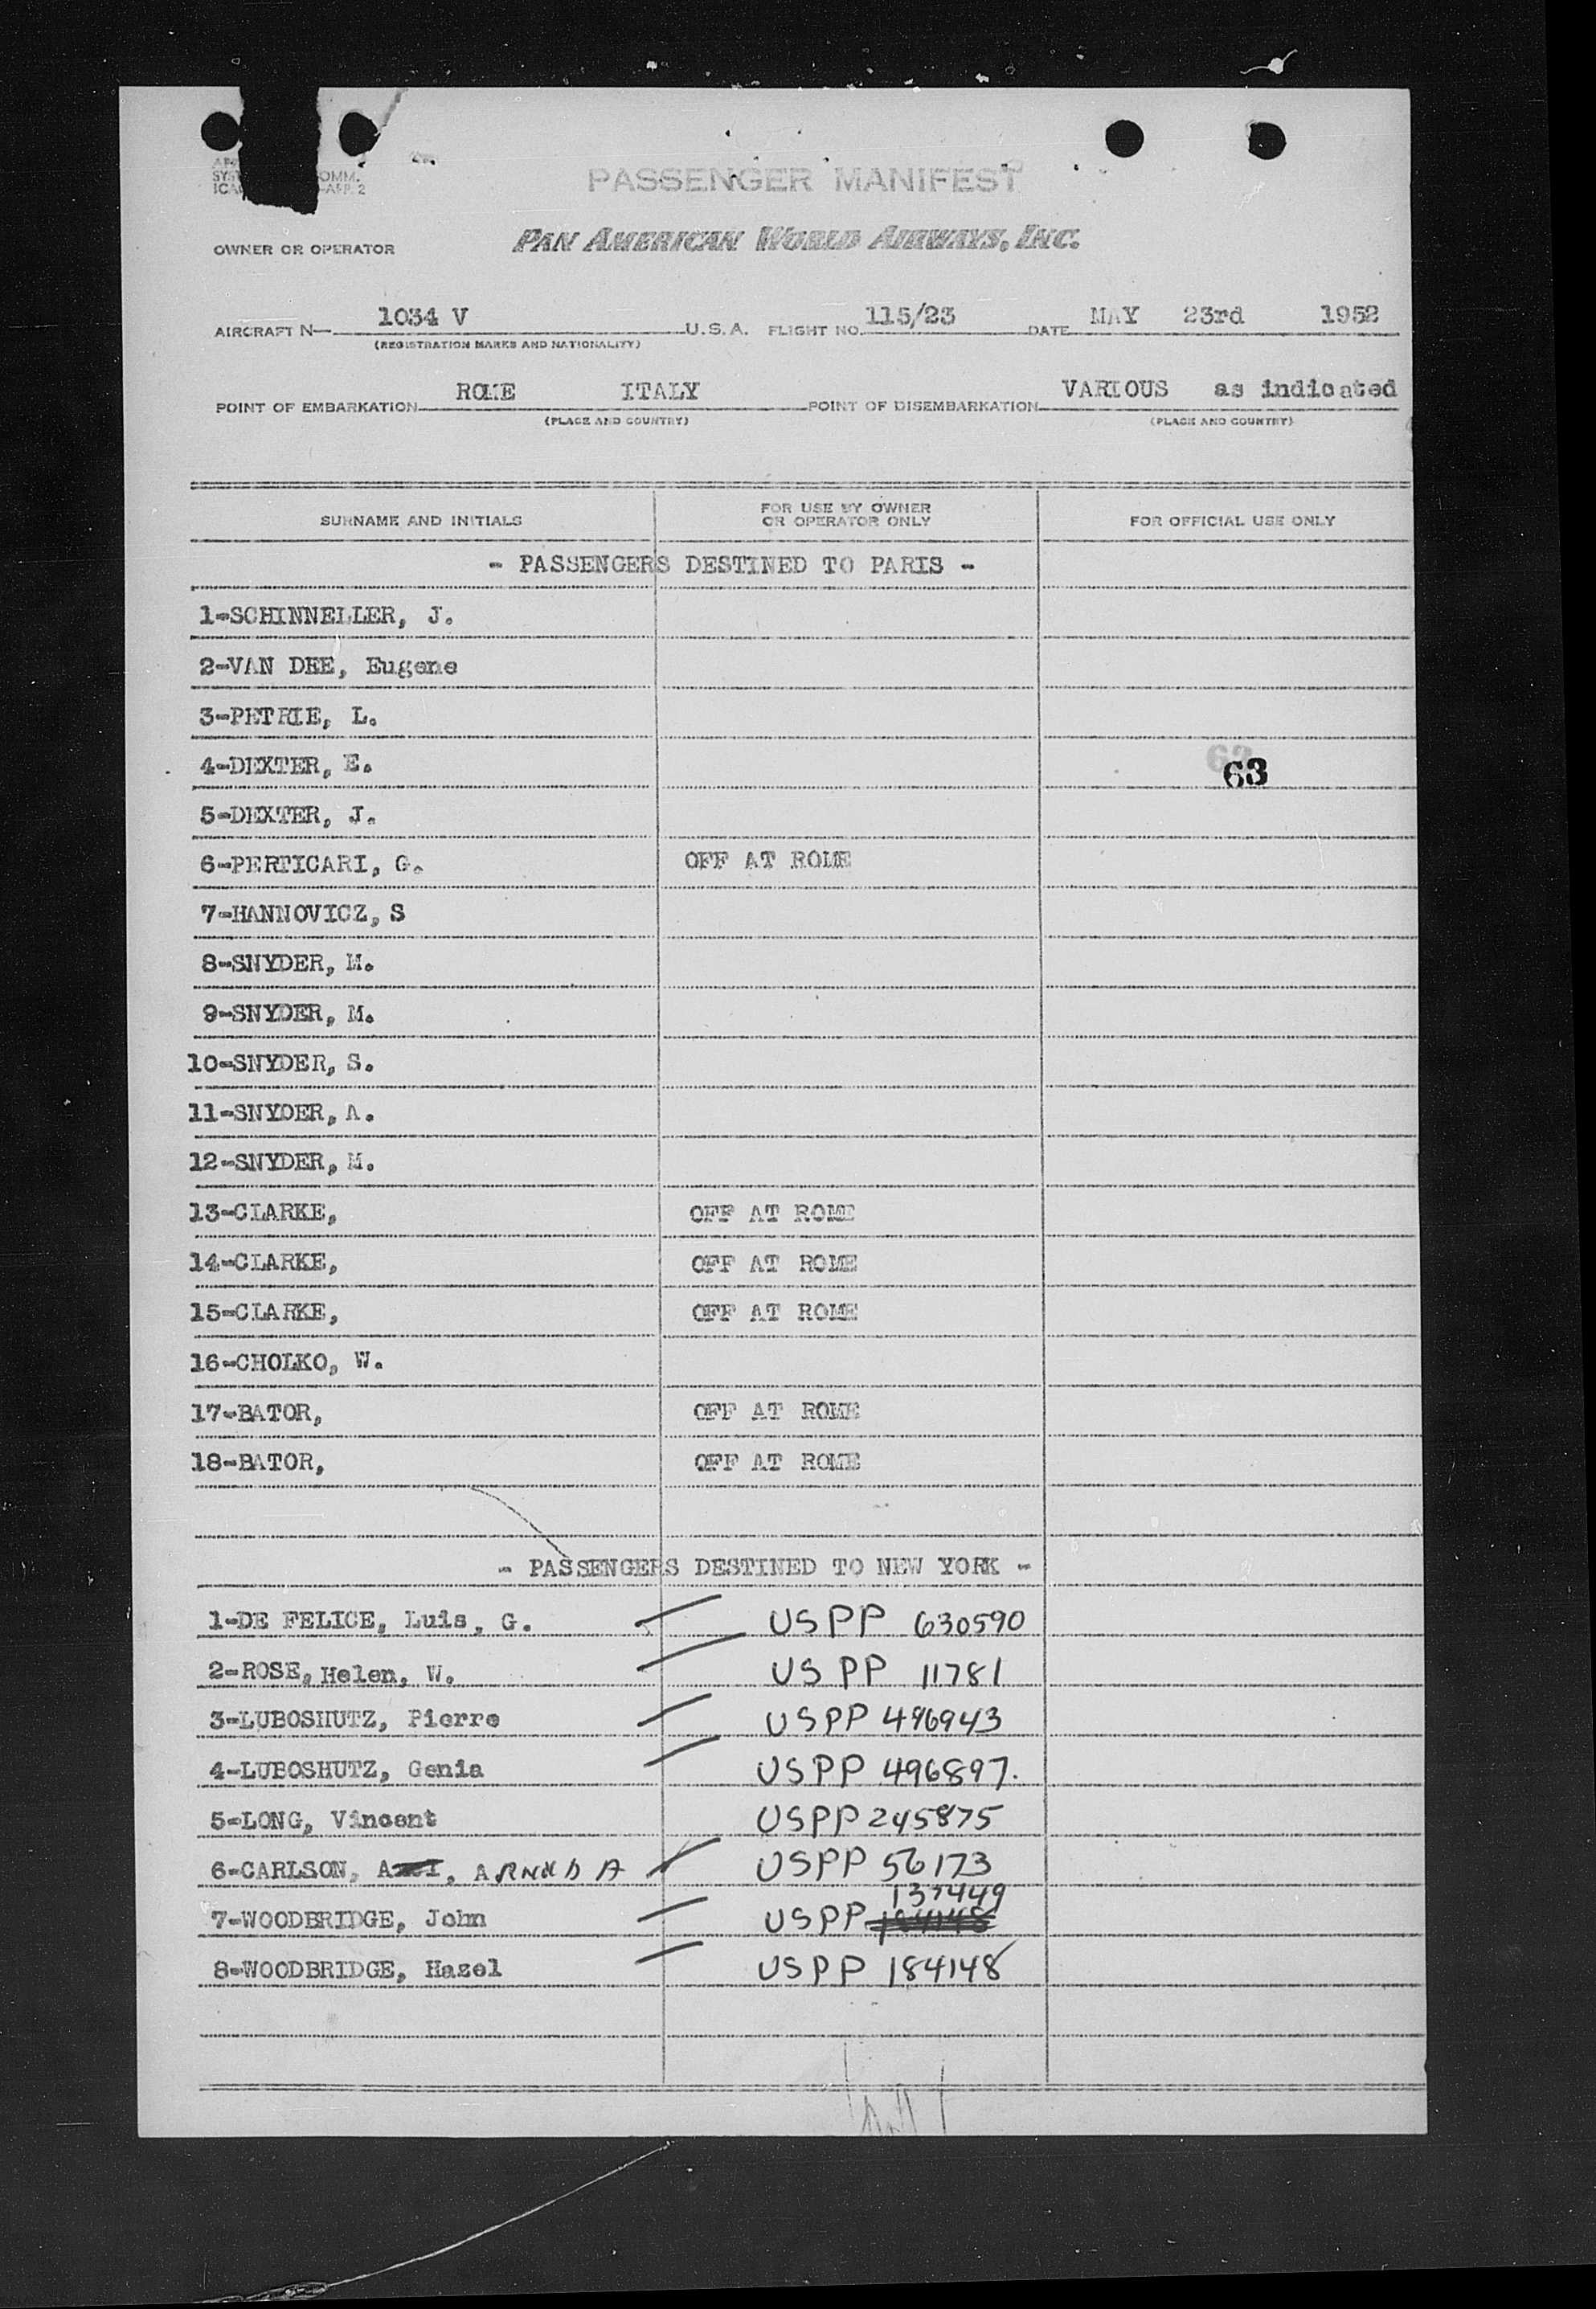 PASSENGER MANIFEST
OWNER OR OPERATOR PAN AMERICAN WORLD AIRWAYS, INC.
AIRCRAFT N— 1034 V U.S.A. FLIGHT NO. 115/23 DATE MAY 23rd 1952
(REGISTRATION MARKS AND NATIONALITY)
POINT OF EMBARKATION ROME ITALY POINT OF DISEMBARKATION VARIOUS as indicated
(PLACE AND COUNTRY) (PLACE AND COUNTRY)
SURNAME AND INITIALS FOR USE BY OWNER OR OPERATOR ONLY FOR OFFICIAL USE ONLY
- PASSENGERS DESTINED TO PARIS -
1-SCHINNELLER, J.
2-VAN DEE, Eugene
3-PETRIE, L.
4-DEXTER, E. 63
5-DEXTER, J.
6-PERTICARI, G. OFF AT ROME
7-HANNOVICZ, S
8-SNYDER, M.
9-SNYDER, M.
10-SNYDER, S.
11-SNYDER, A.
12-SNYDER, M.
13-CLARKE, OFF AT ROME
14-CLARKE, OFF AT ROME
15-CLARKE, OFF AT ROME
16-CHOLKO, W.
17-BATOR, OFF AT ROME
18-BATOR, OFF AT ROME
- PASSENGERS DESTINED TO NEW YORK -
1-DE FELICE, Luis, G. USPP 630590
2-ROSE, Helen, W. USPP 11781
3-LUBOSHUTZ, Pierre USPP 496943
4-LUBOSHUTZ, Genia USPP 496897.
5-LONG, Vincent USPP 245875
6-CARLSON, A USPP 56173
7-WOODBRIDGE, John USPP 137449
8-WOODBRIDGE, Hazel USPP 184148